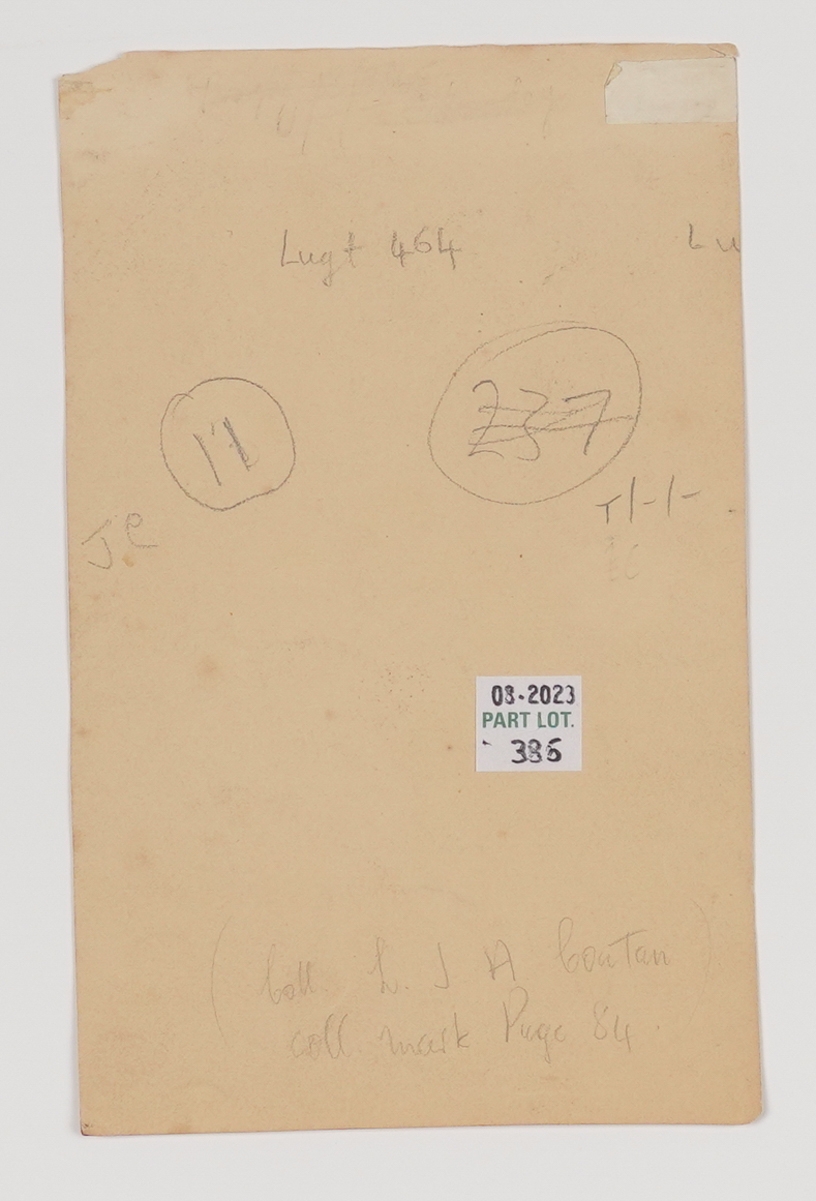 Lugt 464
Lu
11
237
JC
T/-/-
08-2023
PART LOT.
386
(Coll. L. J A Coutan)
coll mark Page 84.